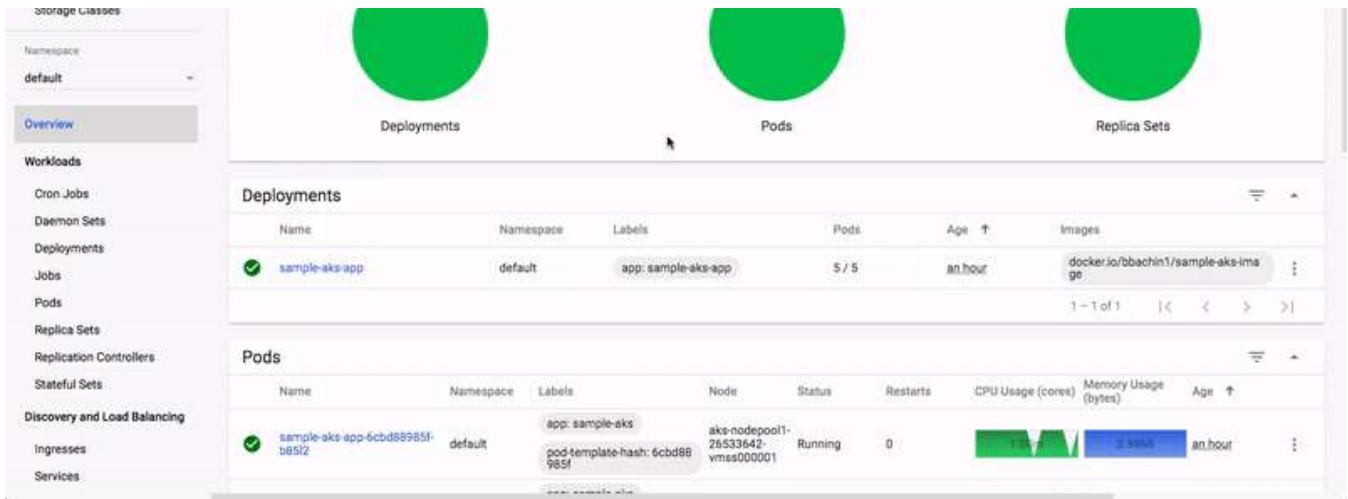 Storage Classes
Namespace
default
Overview
Workloads
Cron Jobs
Daemon Sets
Deployments
Jobs
Pods
Replica Sets
Replication Controllers
Stateful Sets
Discovery and Load Balancing
Ingresses
Services
Deployments
Pods
Replica Sets
Deployments
Name Namespace Labels Pods Age Images
sample-aks-app default app: sample-aks-app 5 / 5 an hour docker.io/bbachin1/sample-aks-ima
ge
1 – 1 of 1
Pods
Name Namespace Labels Node Status Restarts CPU Usage (cores) Memory Usage
(bytes) Age
app: sample-aks
sample-aks-app-6cbd88985f-
b85l2
default
pod-template-hash: 6cbd88
985f
aks-nodepool1-
26533642-
vmss000001
Running 0 an hour